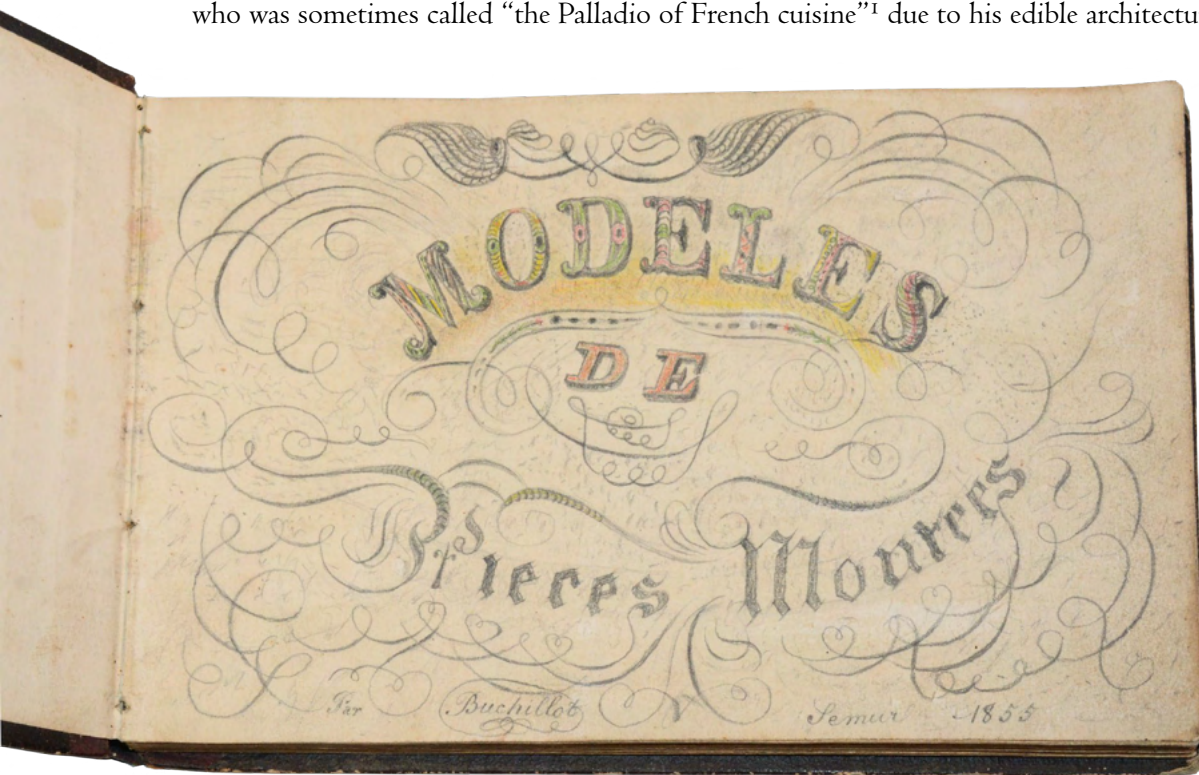 who was sometimes called “the Palladio of French cuisine”¹ due to his edible architectu
MODELES
DE
Pieces Montees
Par Buchillot Semur 1855